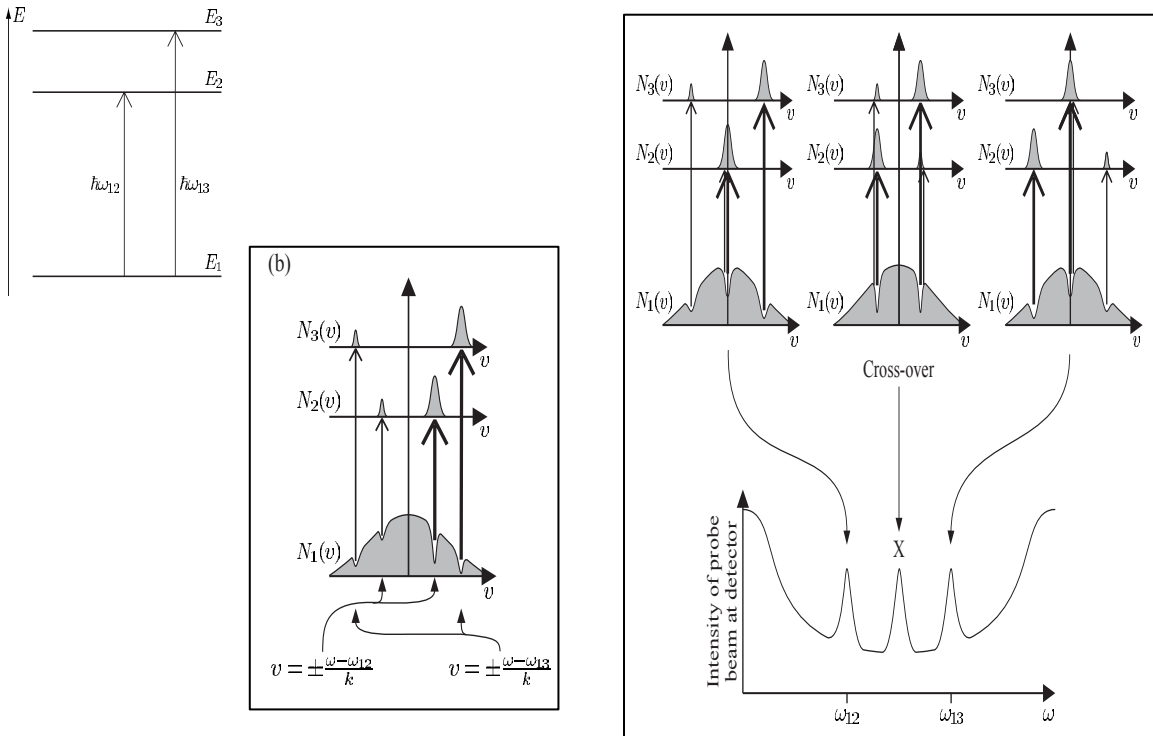 E
E₃
E₂
ħω₁₂
ħω₁₃
E₁
(b)
N₃(v)
v
N₂(v)
v
N₁(v)
v
v = ±(ω−ω₁₂)/k
v = ±(ω−ω₁₃)/k
N₃(v) v N₃(v) v N₃(v) v
N₂(v) v N₂(v) v N₂(v) v
N₁(v) v N₁(v) v N₁(v) v
Cross-over
X
Intensity of probe
beam at detector
ω₁₂ ω₁₃ ω